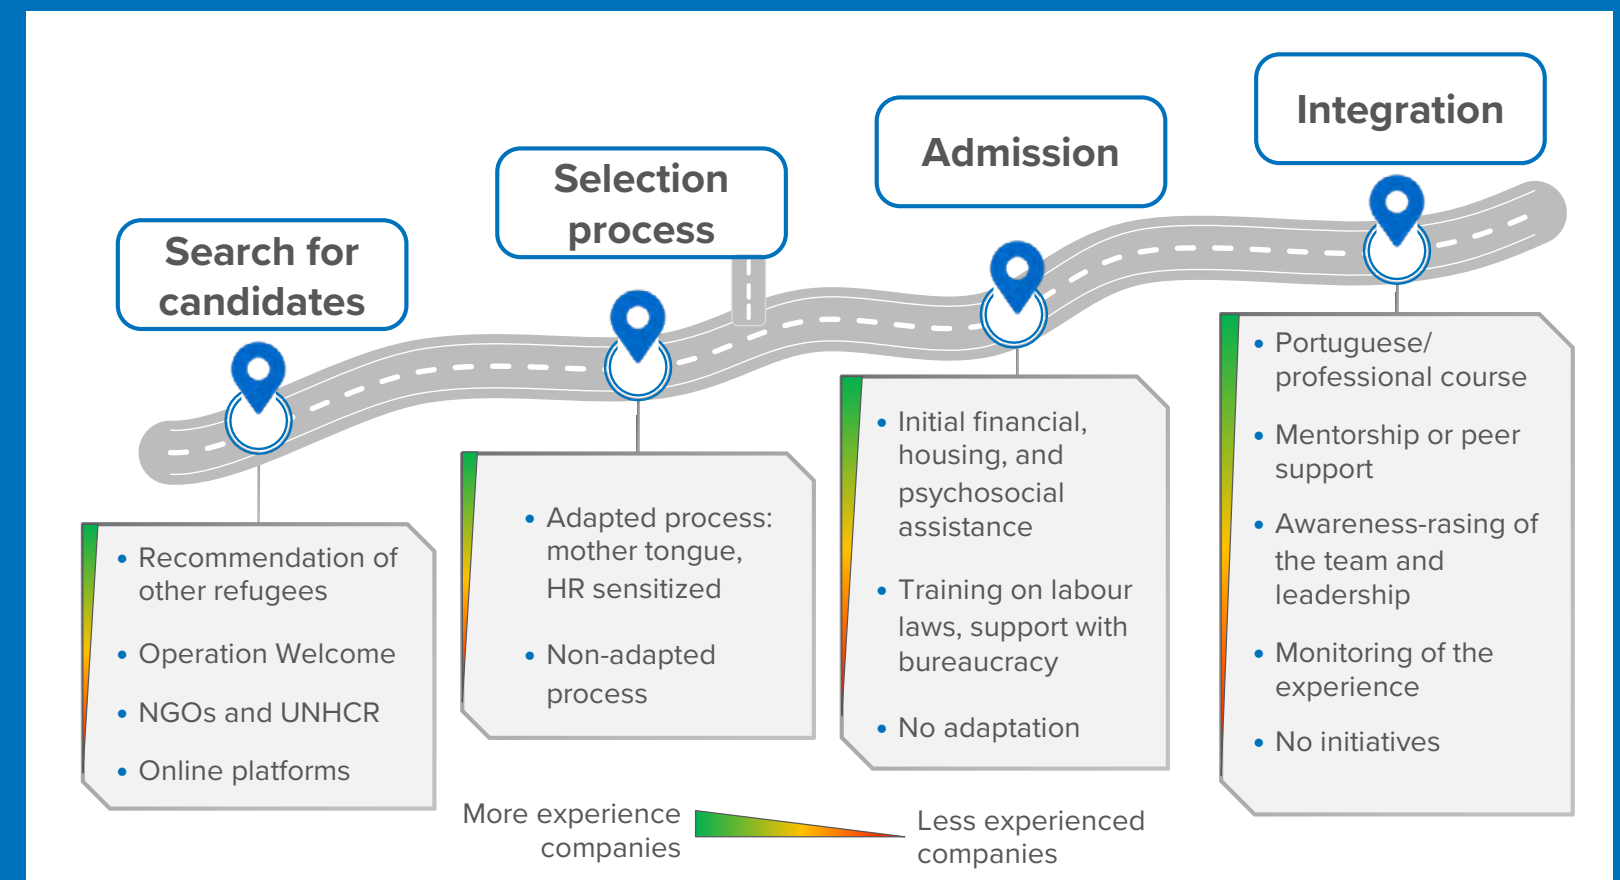 Search for
candidates
Selection
process
Admission
Integration
• Recommendation of
other refugees
• Operation Welcome
• NGOs and UNHCR
• Online platforms
• Adapted process:
mother tongue,
HR sensitized
• Non-adapted
process
• Initial financial,
housing, and
psychosocial
assistance
• Training on labour
laws, support with
bureaucracy
• No adaptation
• Portuguese/
professional course
• Mentorship or peer
support
• Awareness-rasing of
the team and
leadership
• Monitoring of the
experience
• No initiatives
More experience
companies
Less experienced
companies